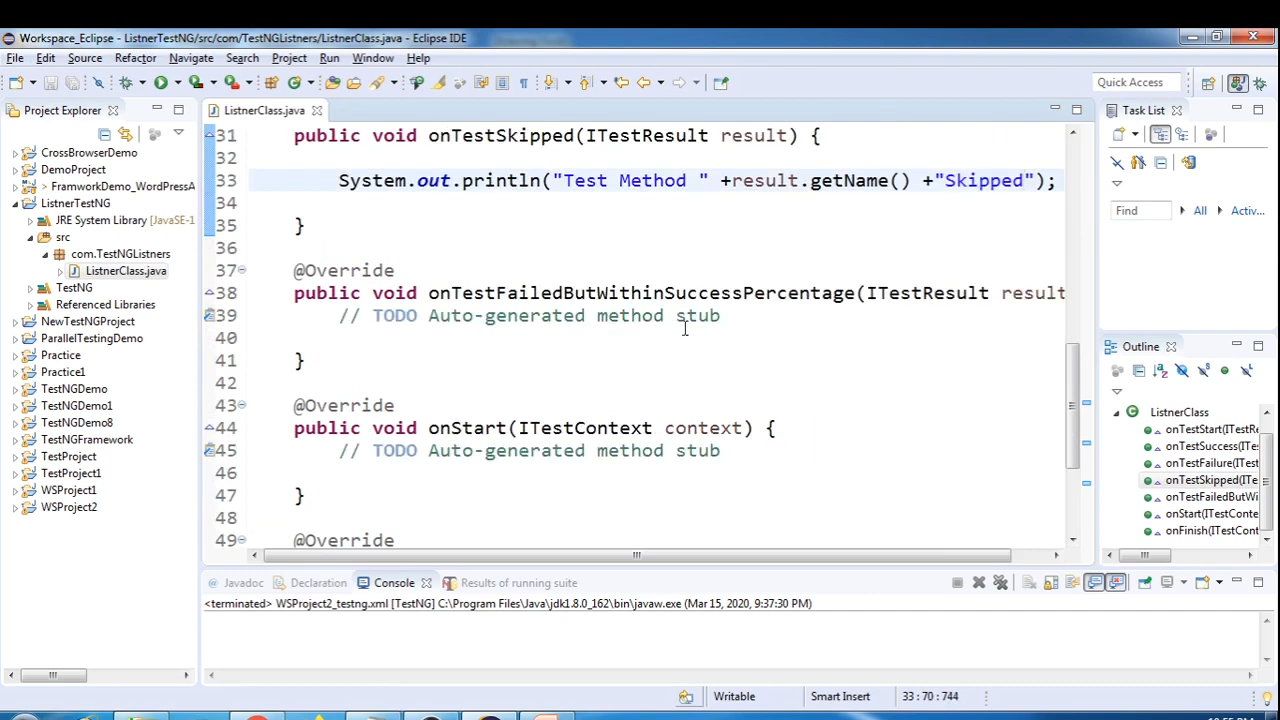 Workspace_Eclipse - ListnerTestNG/src/com/TestNGListners/ListnerClass.java - Eclipse IDE
File Edit Source Refactor Navigate Search Project Run Window Help
Quick Access
Project Explorer
CrossBrowserDemo
DemoProject
> FramworkDemo_WordPressA
ListnerTestNG
JRE System Library [JavaSE-1
src
com.TestNGListners
ListnerClass.java
TestNG
Referenced Libraries
NewTestNGProject
ParallelTestingDemo
Practice
Practice1
TestNGDemo
TestNGDemo1
TestNGDemo8
TestNGFramework
TestProject
TestProject1
WSProject1
WSProject2
ListnerClass.java
31 public void onTestSkipped(ITestResult result) {
32
33 System.out.println("Test Method " +result.getName() +"Skipped");
34
35 }
36
37 @Override
38 public void onTestFailedButWithinSuccessPercentage(ITestResult result
39 // TODO Auto-generated method stub
40
41 }
42
43 @Override
44 public void onStart(ITestContext context) {
45 // TODO Auto-generated method stub
46
47 }
48
49 @Override
Task List
Find All Activ...
Outline
ListnerClass
onTestStart(ITestRe
onTestSuccess(ITes
onTestFailure(ITest
onTestSkipped(ITe
onTestFailedButWi
onStart(ITestConte
onFinish(ITestCont
Javadoc Declaration Console Results of running suite
<terminated> WSProject2_testng.xml [TestNG] C:\Program Files\Java\jdk1.8.0_162\bin\javaw.exe (Mar 15, 2020, 9:37:30 PM)
Writable Smart Insert 33 : 70 : 744